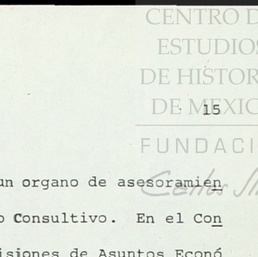 CENTRO D
ESTUDIOS
DE HISTOR
DE MEXIC
15
FUNDACI
un organo de asesoramien
o Consultivo. En el Con
isiones de Asuntos Econó